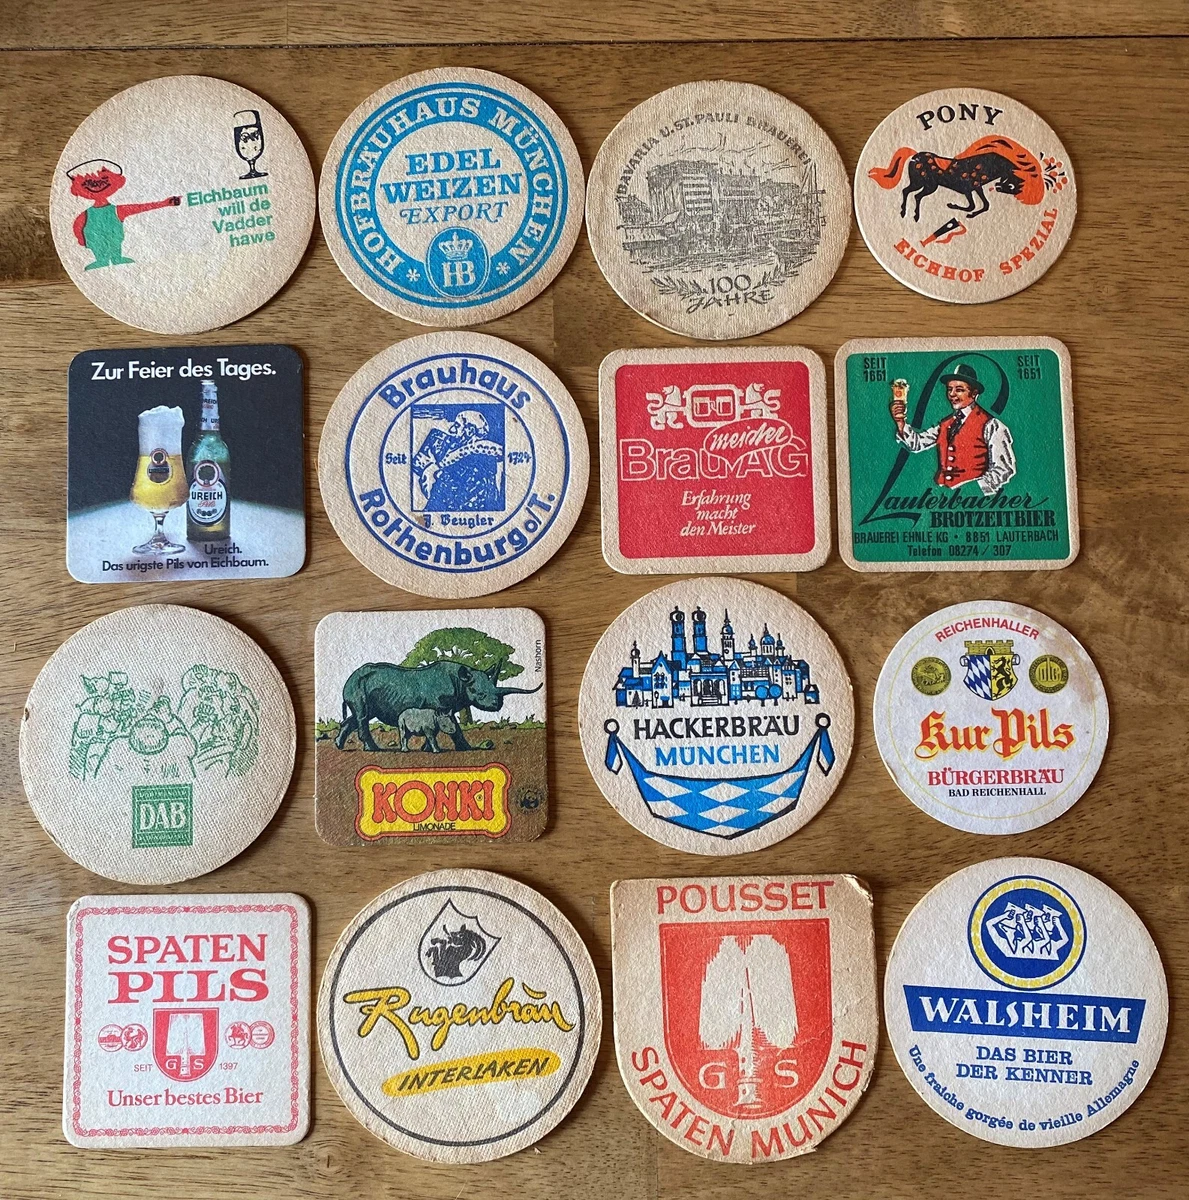 Eichbaum
will de
Vadder
hawe
HOFBRÄUHAUS MÜNCHEN
EDEL
WEIZEN
EXPORT
HB
BAVARIA U. ST. PAULI BRAUEREI
100
JAHRE
PONY
EICHHOF SPEZIAL
Zur Feier des Tages.
UREICH
Pils
Ureich.
Das urigste Pils von Eichbaum.
Brauhaus
Seit 1724
J. Beugler
Rothenburg o/T.
meister
Brau AG
Erfahrung
macht
den Meister
SEIT
1651
SEIT
1651
Lauterbacher
BROTZEITBIER
BRAUEREI EHNLE KG · 8851 LAUTERBACH
Telefon 08274 / 307
DAB
Nashorn
KONKI
LIMONADE
HACKERBRÄU
MÜNCHEN
REICHENHALLER
Kur Pils
BÜRGERBRÄU
BAD REICHENHALL
SPATEN
PILS
G S
SEIT 1397
Unser bestes Bier
Rugenbräu
INTERLAKEN
POUSSET
G S
SPATEN MUNICH
WALSHEIM
DAS BIER
DER KENNER
Une fraîche gorgée de vieille Allemagne